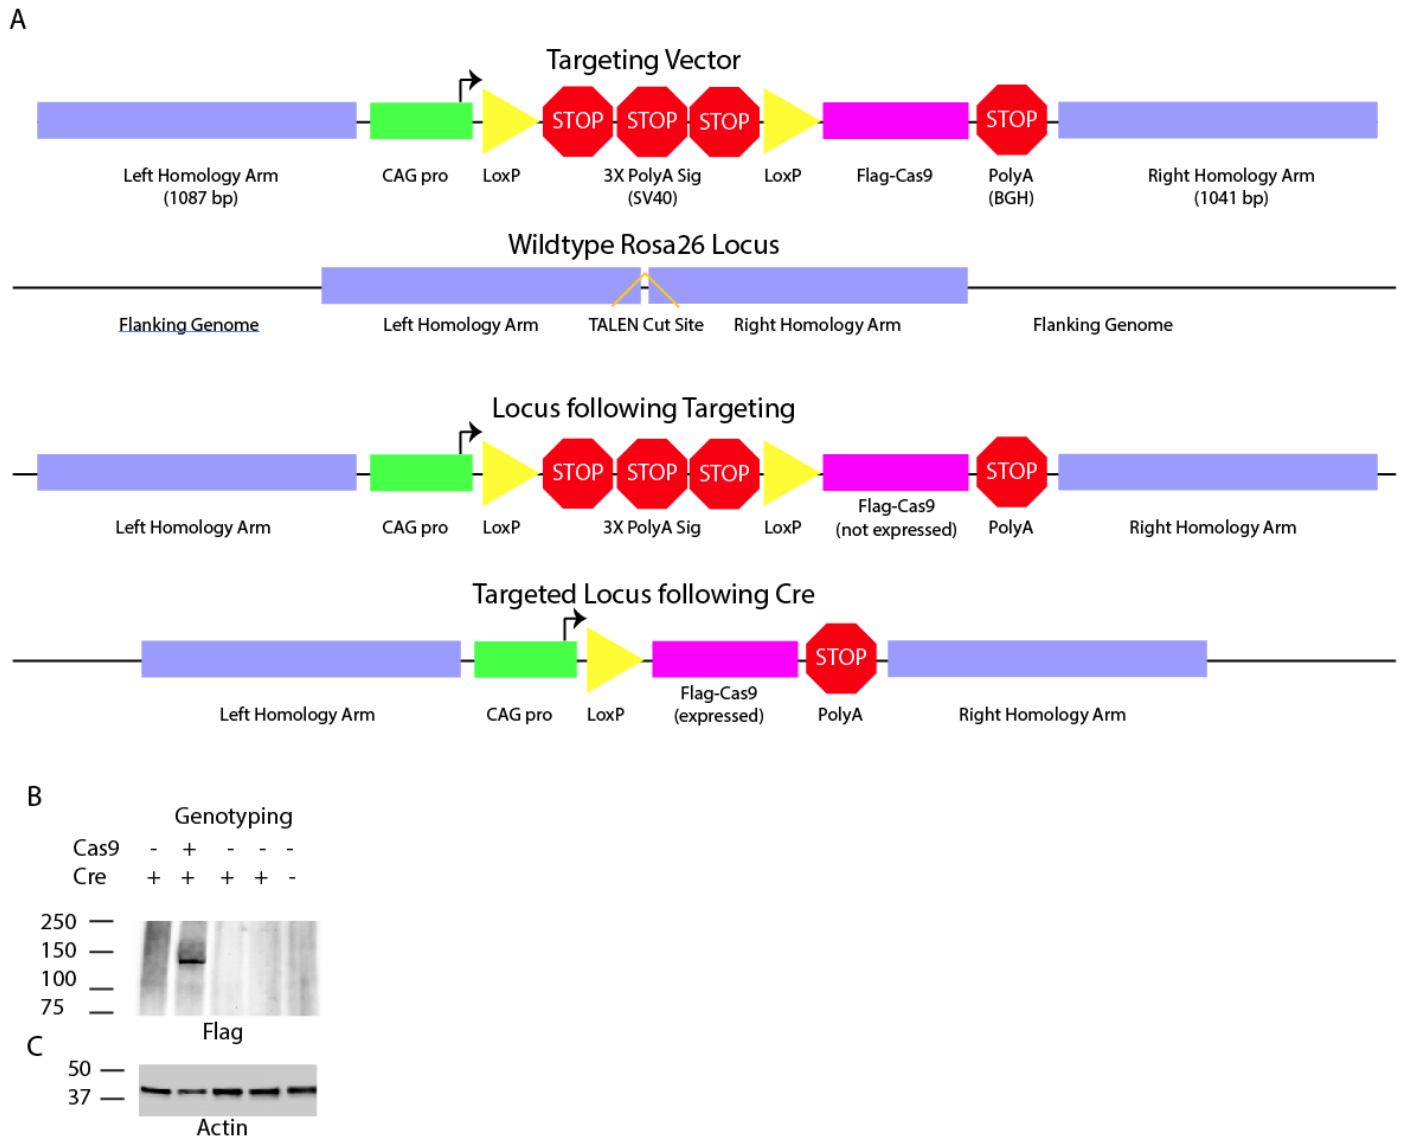 A
Targeting Vector
STOP STOP STOP STOP
Left Homology Arm CAG pro LoxP 3X PolyA Sig LoxP Flag-Cas9 PolyA Right Homology Arm
(1087 bp) (SV40) (BGH) (1041 bp)
Wildtype Rosa26 Locus
Flanking Genome Left Homology Arm TALEN Cut Site Right Homology Arm Flanking Genome
Locus following Targeting
STOP STOP STOP STOP
Flag-Cas9
Left Homology Arm CAG pro LoxP 3X PolyA Sig LoxP (not expressed) PolyA Right Homology Arm
Targeted Locus following Cre
STOP
Flag-Cas9
Left Homology Arm CAG pro LoxP (expressed) PolyA Right Homology Arm
B
Genotyping
Cas9 - + - - -
Cre + + + + -
250
150
100
75
Flag
C
50
37
Actin